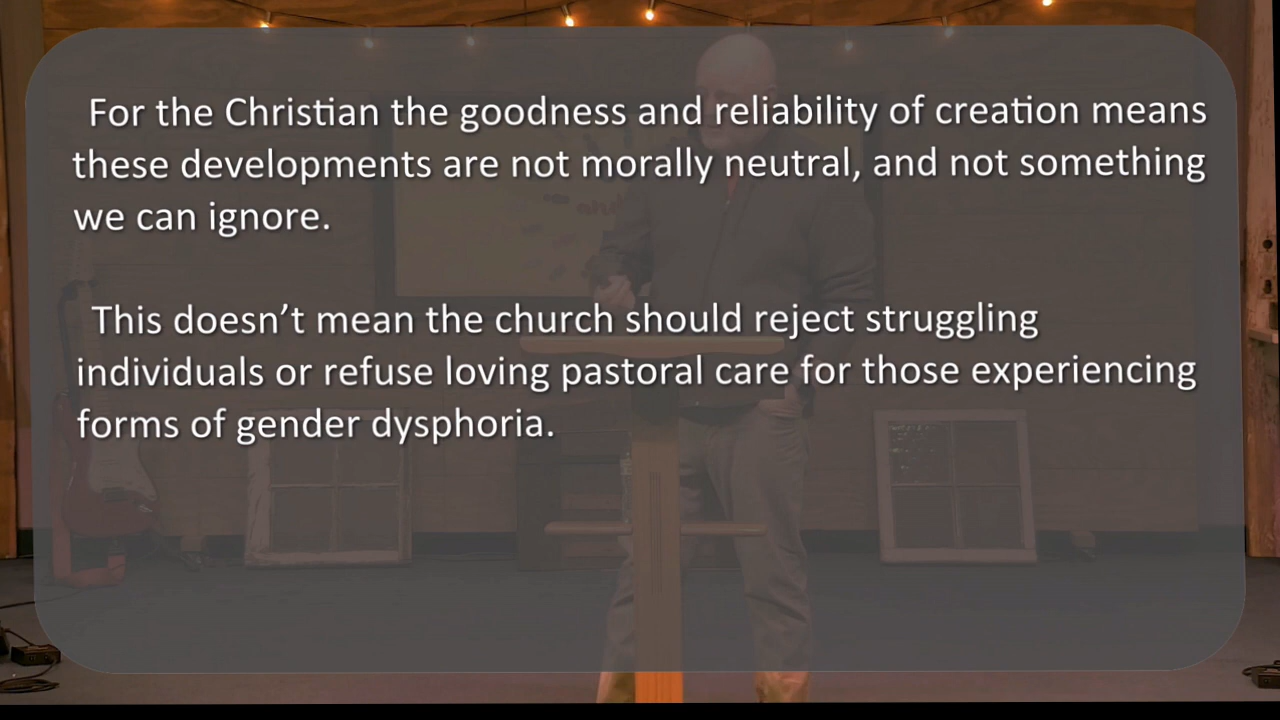 For the Christian the goodness and reliability of creation means
these developments are not morally neutral, and not something
we can ignore.
This doesn’t mean the church should reject struggling
individuals or refuse loving pastoral care for those experiencing
forms of gender dysphoria.